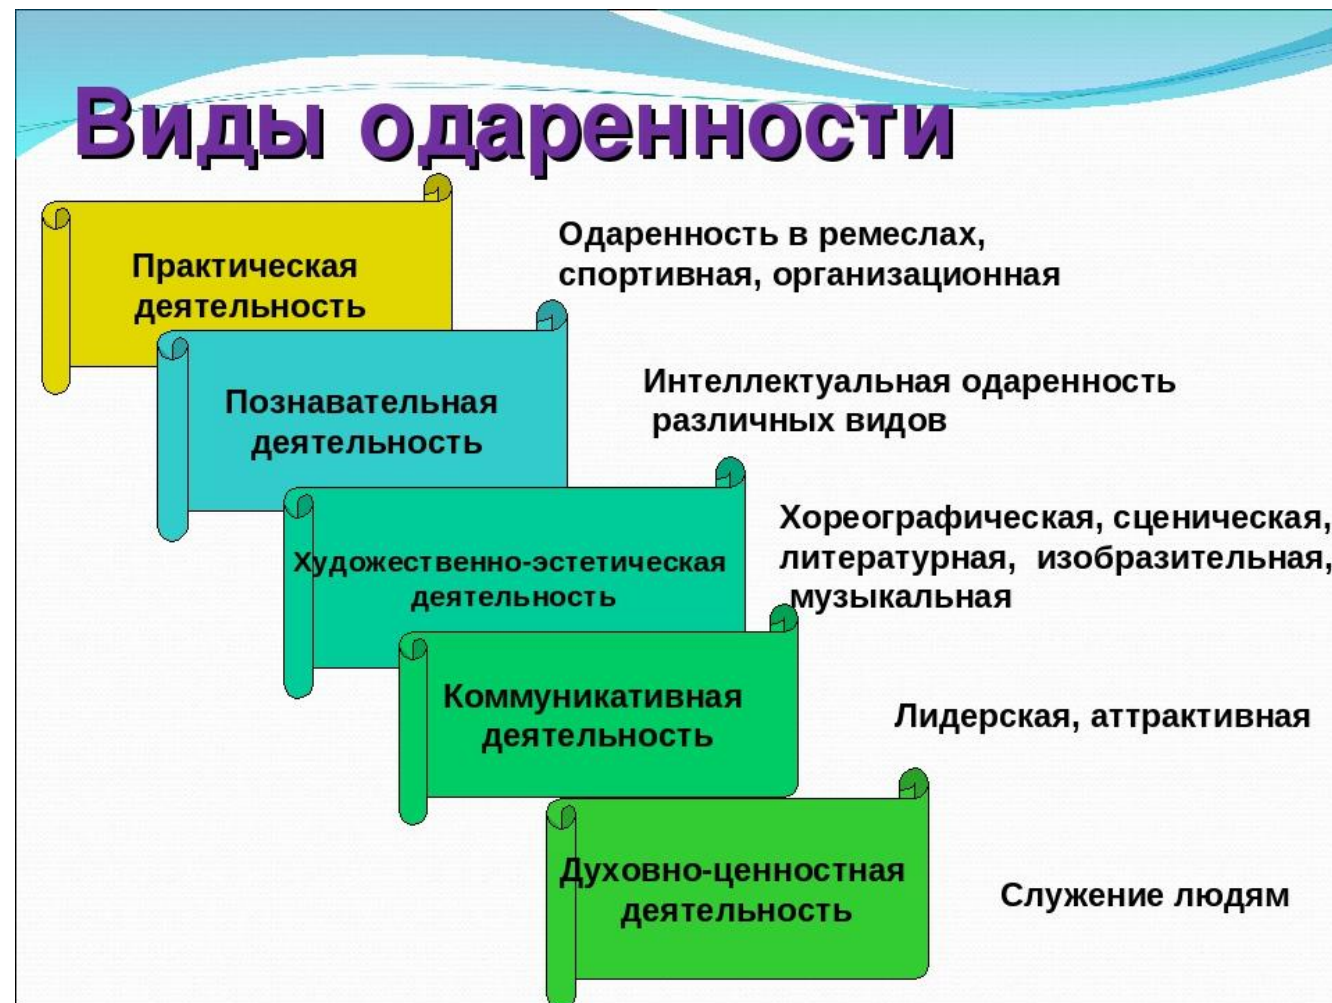 Виды одаренности
Практическая
деятельность
Одаренность в ремеслах,
спортивная, организационная
Познавательная
деятельность
Интеллектуальная одаренность
различных видов
Художественно-эстетическая
деятельность
Хореографическая, сценическая,
литературная, изобразительная,
музыкальная
Коммуникативная
деятельность
Лидерская, аттрактивная
Духовно-ценностная
деятельность
Служение людям